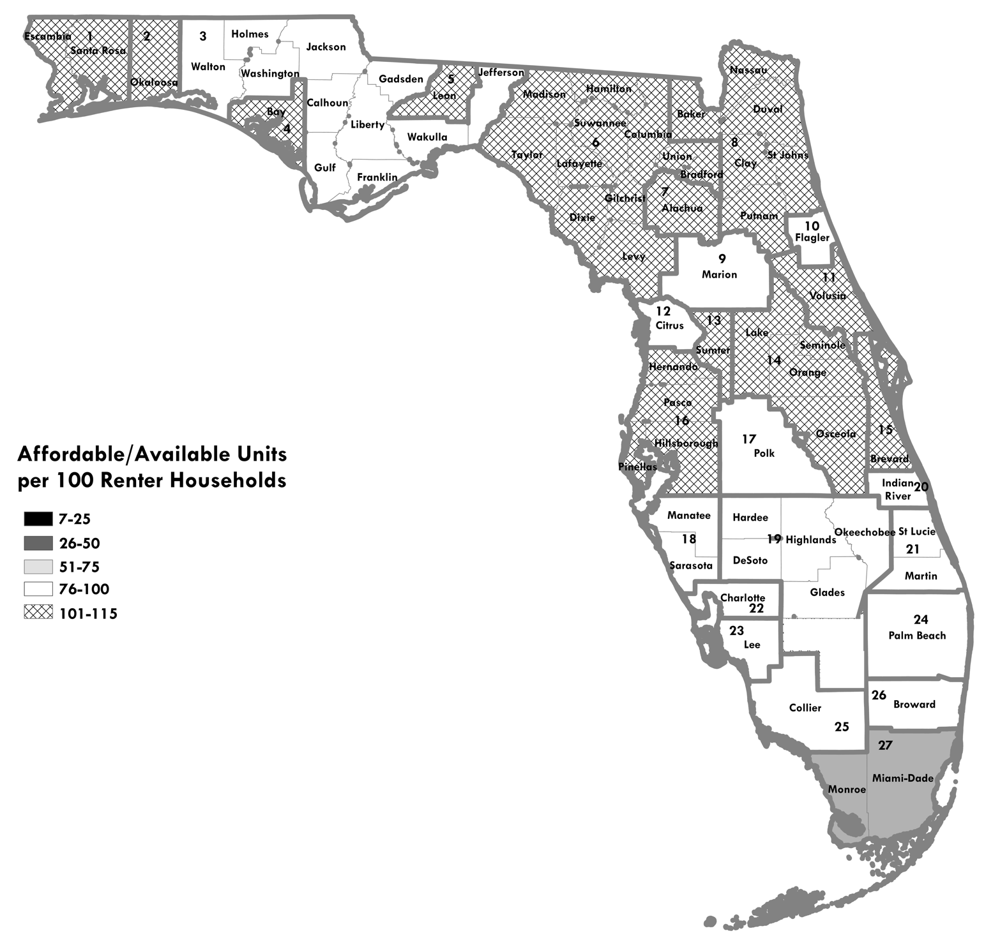 Escambia
1
Santa Rosa
2
Okaloosa
3
Walton
Holmes
Washington
Jackson
Bay
4
Calhoun
Gulf
Liberty
Franklin
Gadsden
5
Leon
Wakulla
Jefferson
Madison
Taylor
Hamilton
Suwannee
6
Lafayette
Columbia
Dixie
Gilchrist
Levy
Baker
Union
Bradford
7
Alachua
Nassau
Duval
8
Clay
St Johns
Putnam
9
Marion
10
Flagler
11
Volusia
12
Citrus
13
Sumter
Lake
14
Seminole
Orange
Osceola
Hernando
Pasco
16
Hillsborough
Pinellas
15
Brevard
17
Polk
Indian
River
20
Manatee
18
Sarasota
Hardee
19
Highlands
DeSoto
Okeechobee
Glades
St Lucie
21
Martin
Charlotte
22
23
Lee
24
Palm Beach
Collier
25
26
Broward
27
Miami-Dade
Monroe
Affordable/Available Units
per 100 Renter Households
7-25
26-50
51-75
76-100
101-115